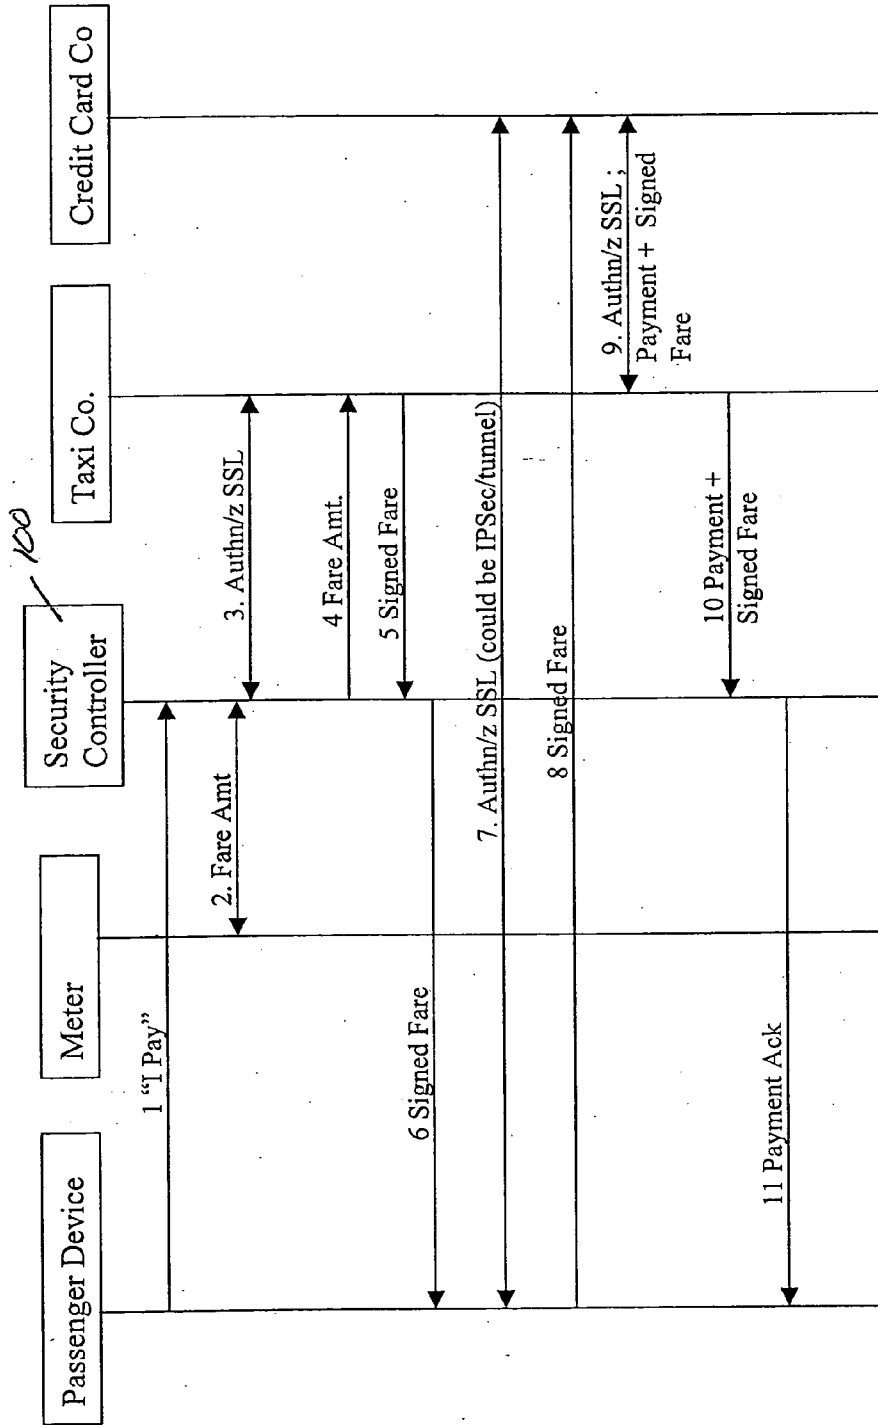 Passenger Device
Meter
Security
Controller
100
Taxi Co.
Credit Card Co
1 “I Pay”
2. Fare Amt
3. Authn/z SSL
4 Fare Amt.
5 Signed Fare
6 Signed Fare
7. Authn/z SSL (could be IPSec/tunnel)
8 Signed Fare
9. Authn/z SSL ;
Payment + Signed
Fare
10 Payment +
Signed Fare
11 Payment Ack